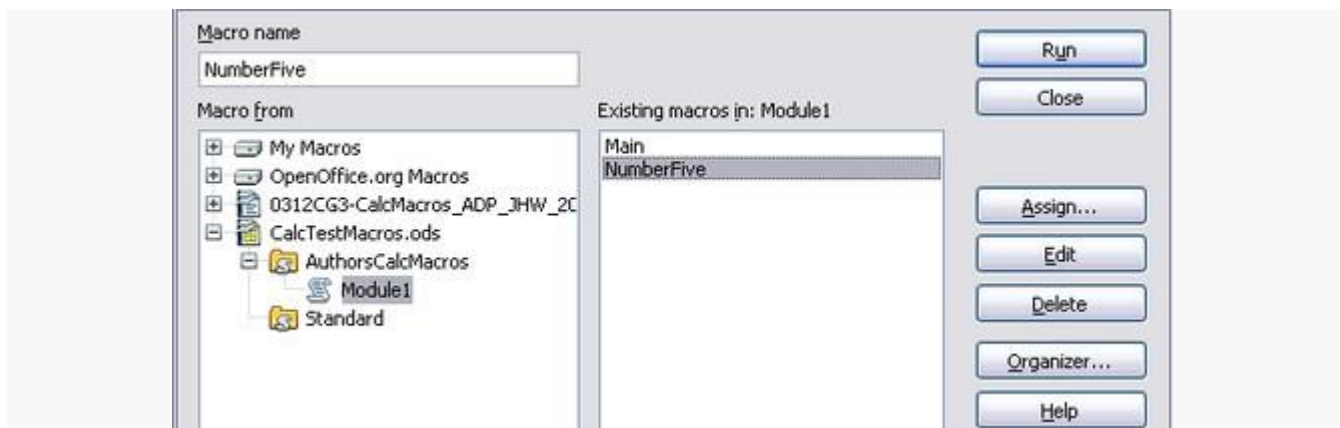 Macro name
NumberFive
Macro from
My Macros
OpenOffice.org Macros
0312CG3-CalcMacros_ADP_JHW_2C
CalcTestMacros.ods
AuthorsCalcMacros
Module1
Standard
Existing macros in: Module1
Main
NumberFive
Run
Close
Assign...
Edit
Delete
Organizer...
Help